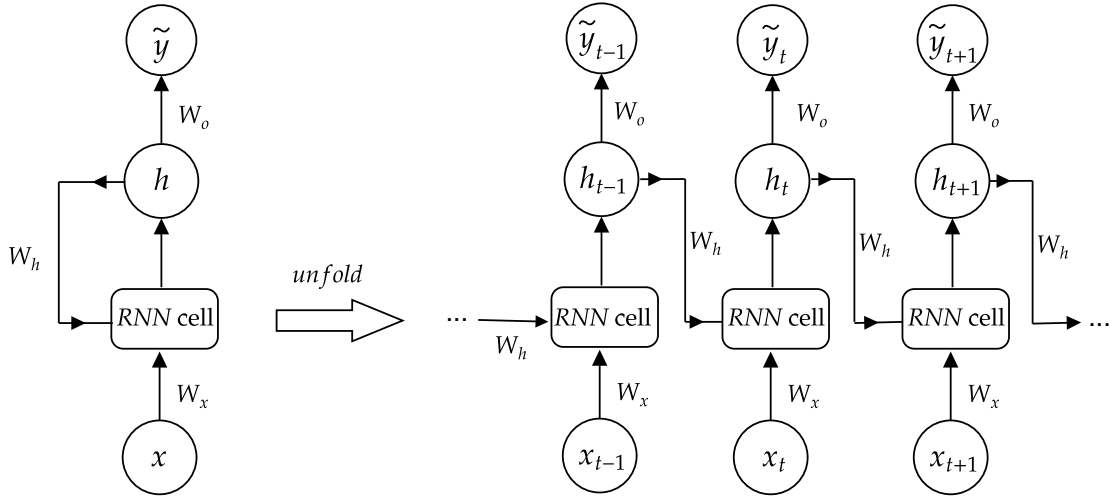 ỹ
W_o
h
W_h
RNN cell
W_x
x
unfold
ỹ_{t−1} ỹ_t ỹ_{t+1}
W_o W_o W_o
h_{t−1} h_t h_{t+1}
W_h W_h W_h
... RNN cell RNN cell RNN cell ...
W_h
W_x W_x W_x
x_{t−1} x_t x_{t+1}